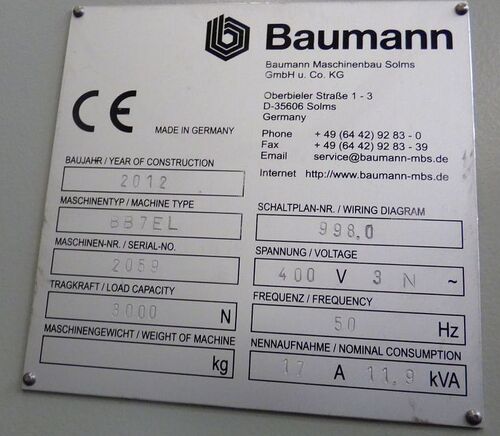 Baumann
Baumann Maschinenbau Solms
GmbH u. Co. KG
Oberbieler Straße 1 - 3
D-35606 Solms
Germany
CE
MADE IN GERMANY
Phone + 49 (64 42) 92 83 - 0
Fax + 49 (64 42) 92 83 - 39
Email service@baumann-mbs.de
Internet http://www.baumann-mbs.de
BAUJAHR / YEAR OF CONSTRUCTION
2012
MASCHINENTYP / MACHINE TYPE
BB7EL
MASCHINEN-NR. / SERIAL-NO.
2059
TRAGKRAFT / LOAD CAPACITY
3000 N
MASCHINENGEWICHT / WEIGHT OF MACHINE
kg
SCHALTPLAN-NR. / WIRING DIAGRAM
998.0
SPANNUNG / VOLTAGE
400 V 3 N ~
FREQUENZ / FREQUENCY
50 Hz
NENNAUFNAHME / NOMINAL CONSUMPTION
17 A 11,9 kVA